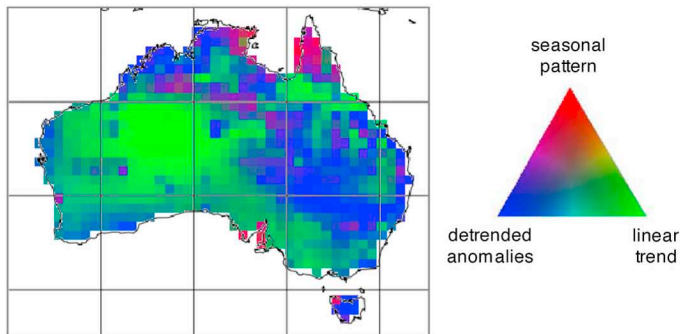 seasonal
pattern
detrended
anomalies
linear
trend